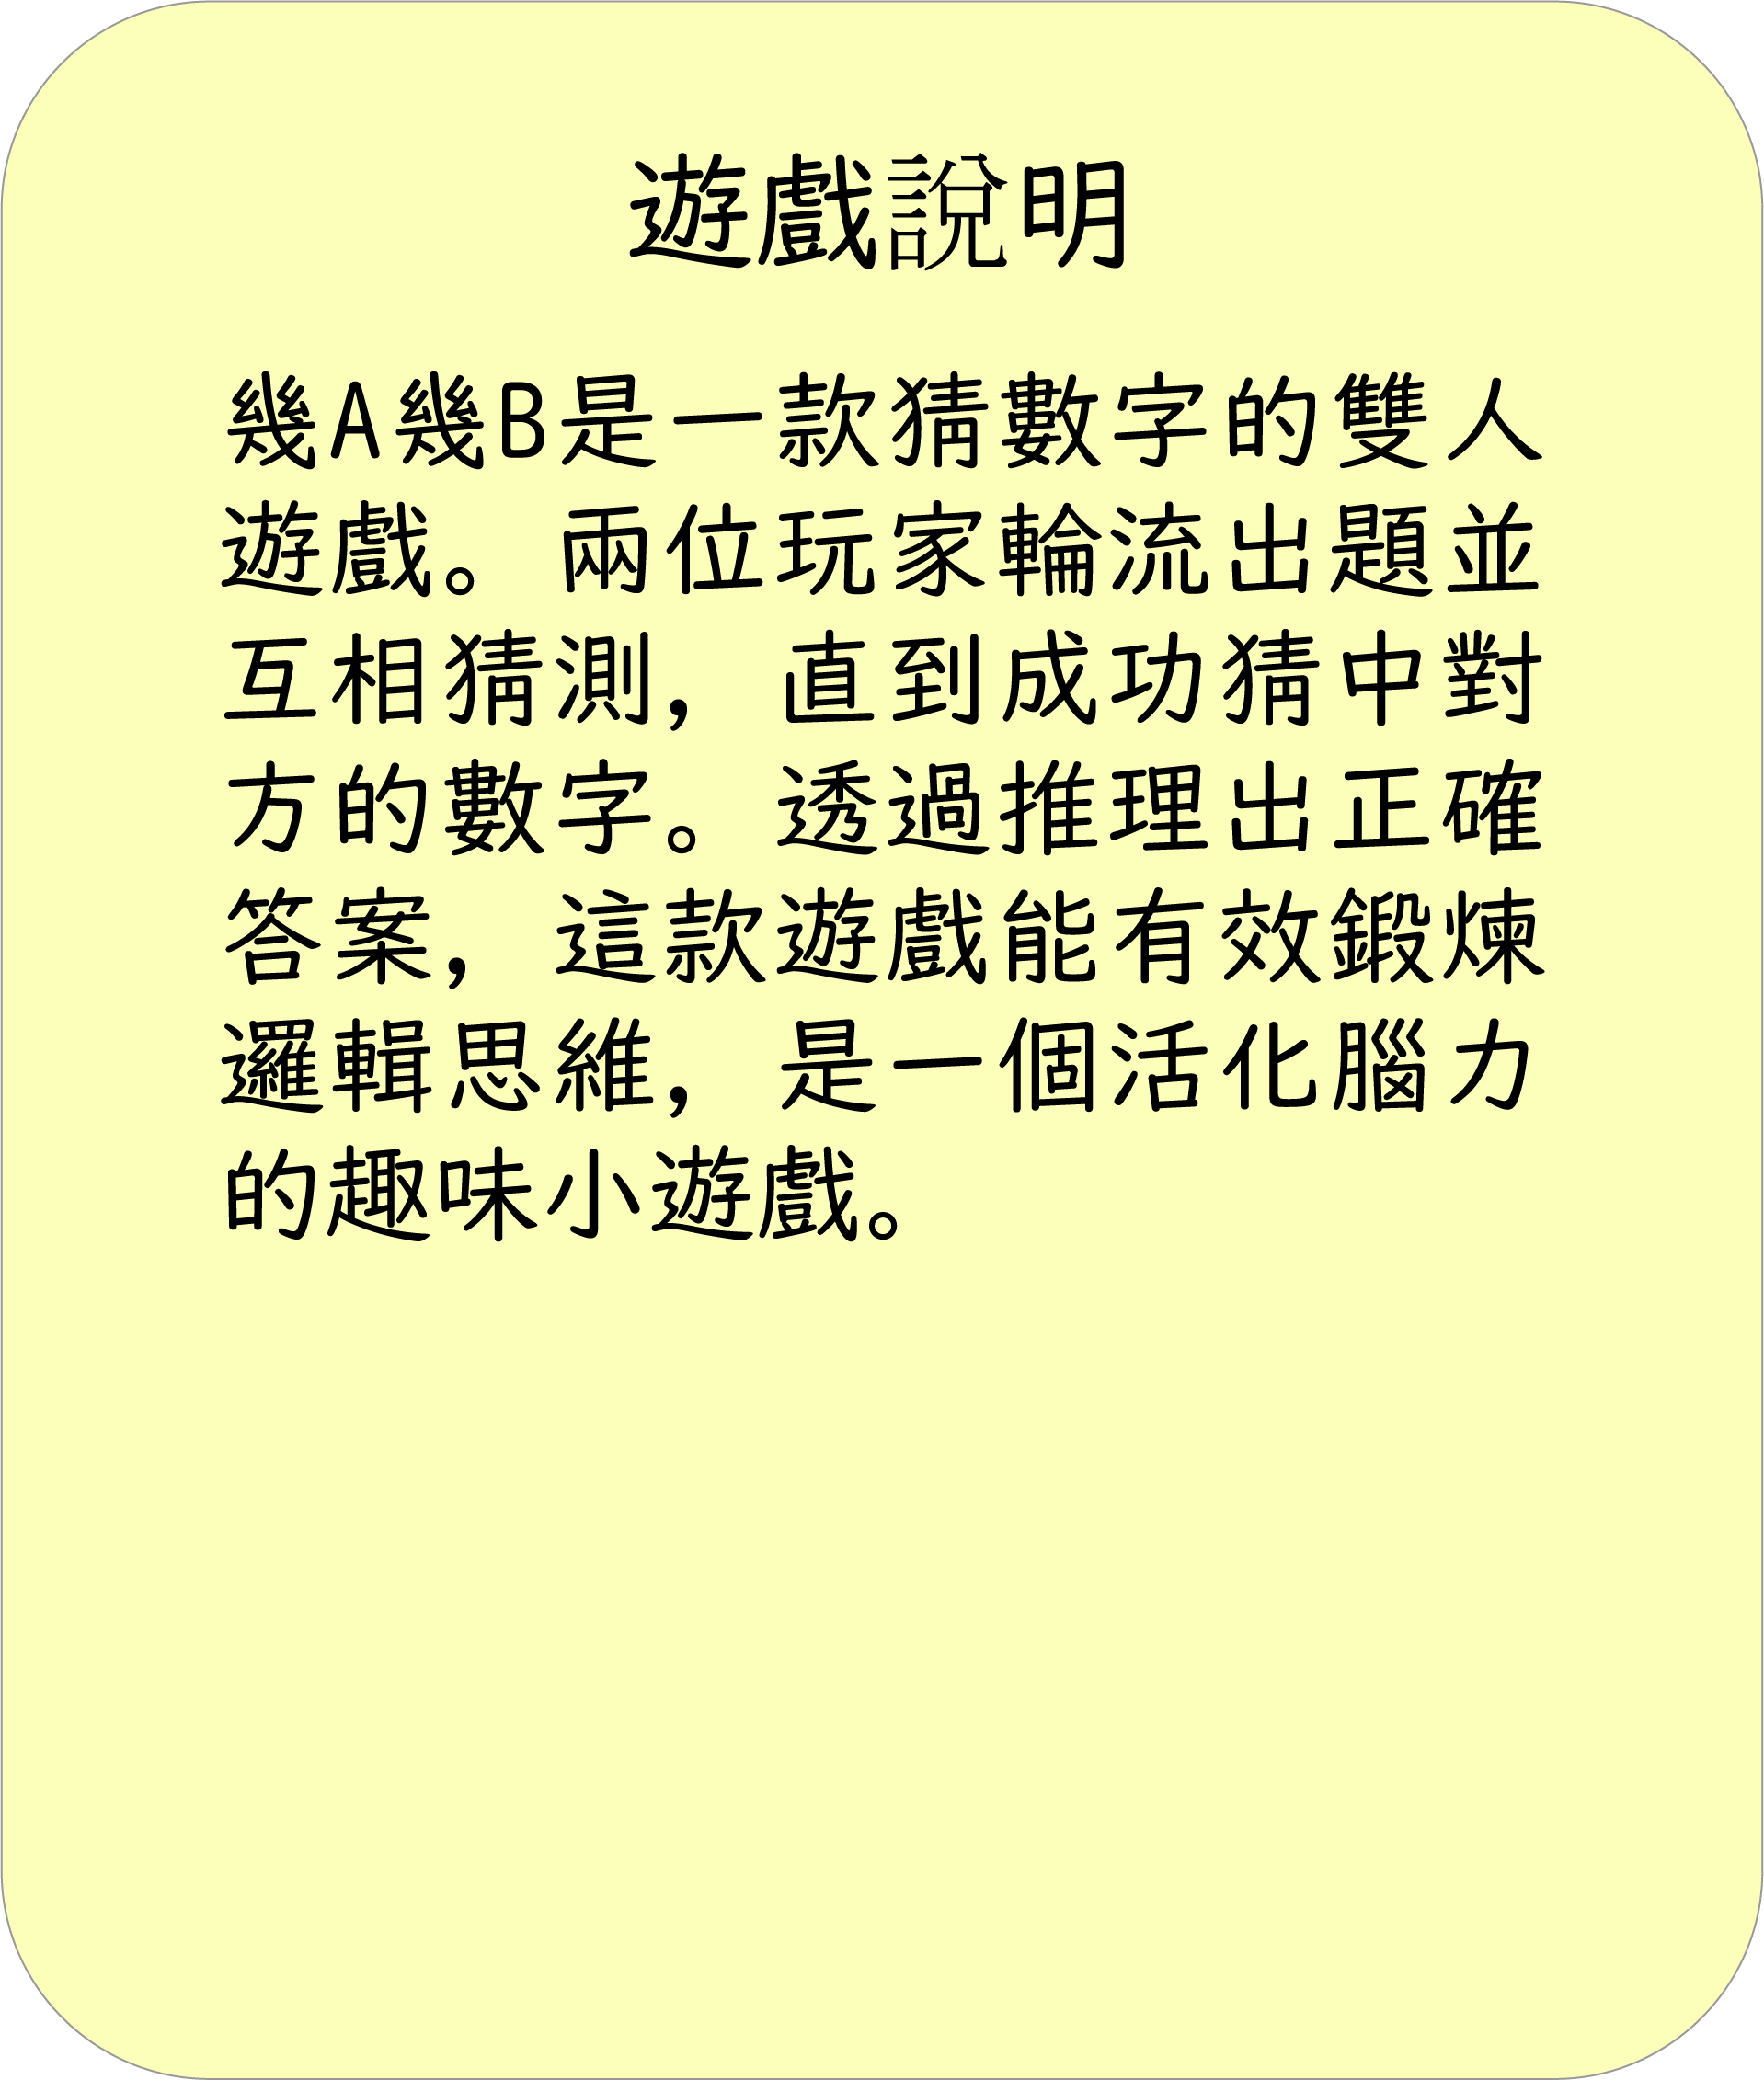 遊戲說明
幾A幾B是一款猜數字的雙人
遊戲。兩位玩家輪流出題並
互相猜測，直到成功猜中對
方的數字。透過推理出正確
答案，這款遊戲能有效鍛煉
邏輯思維，是一個活化腦力
的趣味小遊戲。